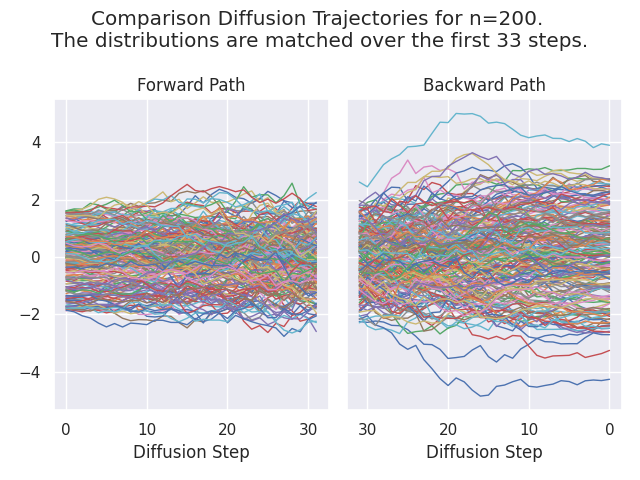 Comparison Diffusion Trajectories for n=200.
The distributions are matched over the first 33 steps.
Forward Path
Backward Path
4
2
0
−2
−4
0
10
20
30
30
20
10
0
Diffusion Step
Diffusion Step